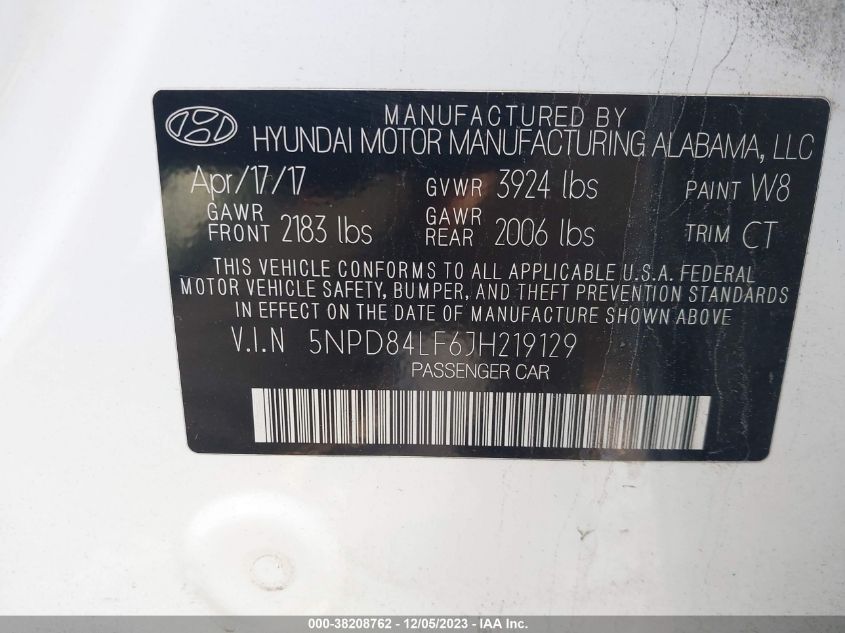 MANUFACTURED BY
HYUNDAI MOTOR MANUFACTURING ALABAMA, LLC
Apr/17/17 GVWR 3924 lbs PAINT W8
GAWR FRONT 2183 lbs GAWR REAR 2006 lbs TRIM CT
THIS VEHICLE CONFORMS TO ALL APPLICABLE U.S.A. FEDERAL
MOTOR VEHICLE SAFETY, BUMPER, AND THEFT PREVENTION STANDARDS
IN EFFECT ON THE DATE OF MANUFACTURE SHOWN ABOVE
V.I.N 5NPD84LF6JH219129
PASSENGER CAR
000-38208762 - 12/05/2023 - IAA Inc.